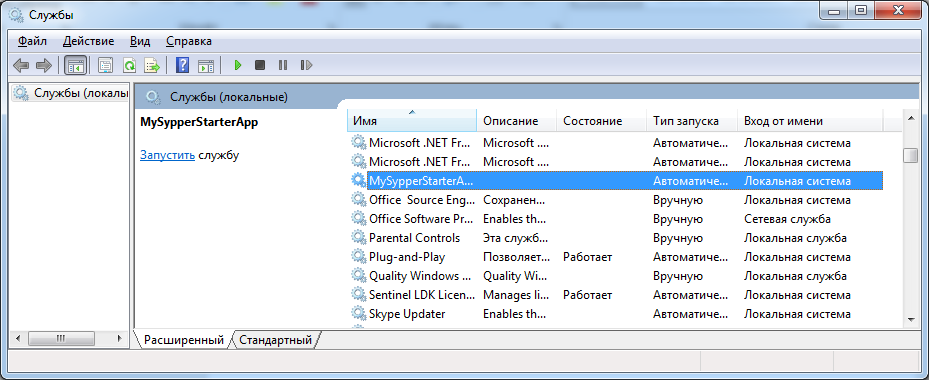 Службы
Файл Действие Вид Справка
Службы (локалы
Службы (локальные)
MySypperStarterApp
Запустить службу
Имя Описание Состояние Тип запуска Вход от имени
Microsoft .NET Fr... Microsoft .... Автоматиче... Локальная система
Microsoft .NET Fr... Microsoft .... Автоматиче... Локальная система
MySypperStarterA... Автоматиче... Локальная система
Office Source Eng... Сохранен... Вручную Локальная система
Office Software Pr... Enables th... Вручную Сетевая служба
Parental Controls Эта служб... Вручную Локальная служба
Plug-and-Play Позволяет... Работает Автоматиче... Локальная система
Quality Windows ... Quality Wi... Вручную Локальная служба
Sentinel LDK Licen... Manages li... Работает Автоматиче... Локальная система
Skype Updater Enables th... Автоматиче... Локальная система
Расширенный Стандартный